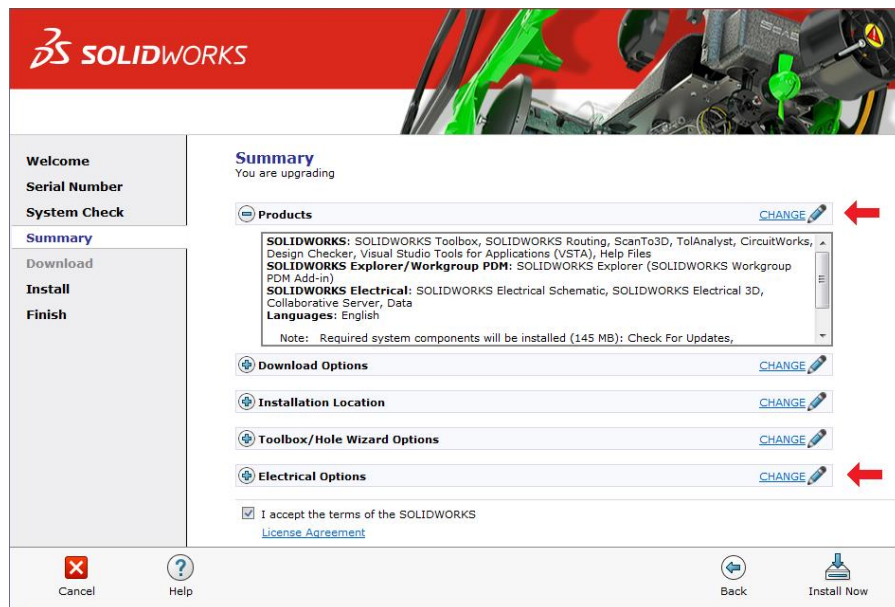 SOLIDWORKS
Welcome
Serial Number
System Check
Summary
Download
Install
Finish
Summary
You are upgrading
Products CHANGE
SOLIDWORKS: SOLIDWORKS Toolbox, SOLIDWORKS Routing, ScanTo3D, TolAnalyst, CircuitWorks,
Design Checker, Visual Studio Tools for Applications (VSTA), Help Files
SOLIDWORKS Explorer/Workgroup PDM: SOLIDWORKS Explorer (SOLIDWORKS Workgroup
PDM Add-in)
SOLIDWORKS Electrical: SOLIDWORKS Electrical Schematic, SOLIDWORKS Electrical 3D,
Collaborative Server, Data
Languages: English
Note: Required system components will be installed (145 MB): Check For Updates,
Download Options CHANGE
Installation Location CHANGE
Toolbox/Hole Wizard Options CHANGE
Electrical Options CHANGE
I accept the terms of the SOLIDWORKS
License Agreement
Cancel
Help
Back
Install Now